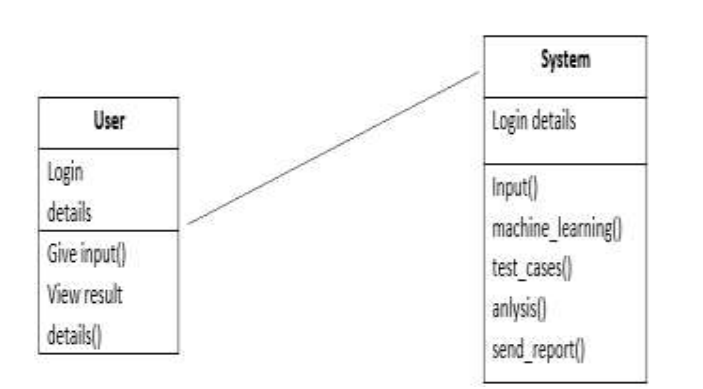 User
Login
details
Give input()
View result
details()
System
Login details
Input()
machine_learning()
test_cases()
anlysis()
send_report()